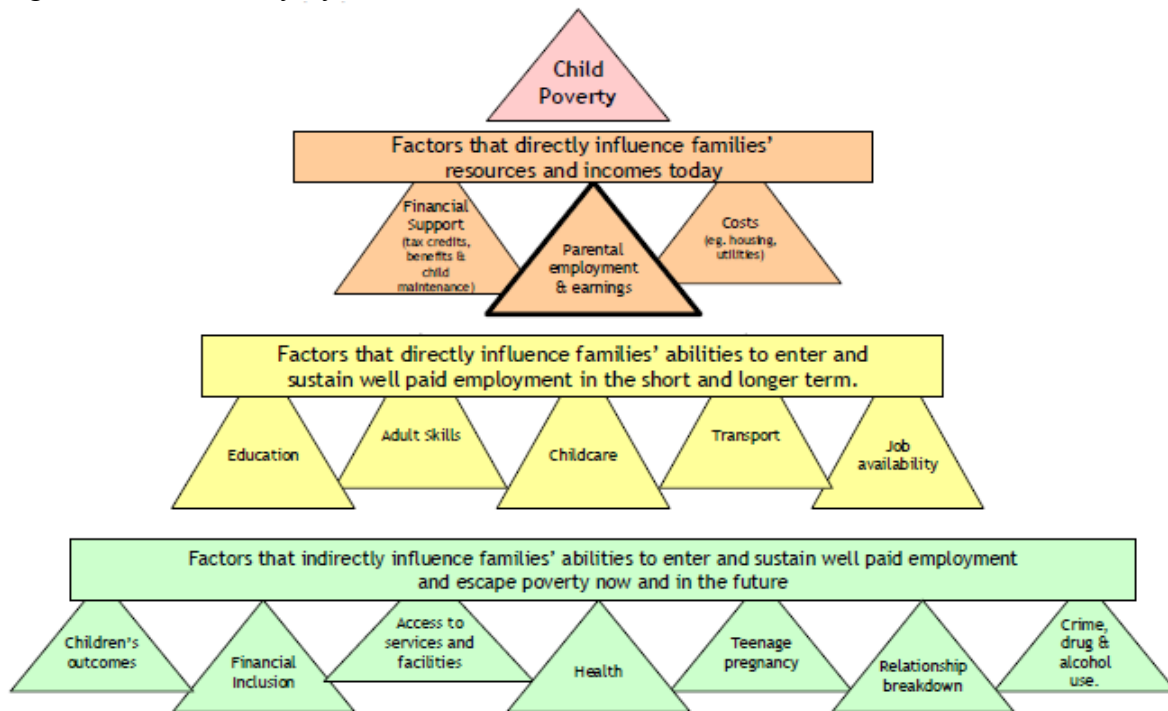 Child
Poverty
Factors that directly influence families'
resources and incomes today
Financial
Support
(tax credits,
benefits &
child
maintenance)
Parental
employment
& earnings
Costs
(eg. housing,
utilities)
Factors that directly influence families' abilities to enter and
sustain well paid employment in the short and longer term.
Education
Adult Skills
Childcare
Transport
Job
availability
Factors that indirectly influence families' abilities to enter and sustain well paid employment
and escape poverty now and in the future
Children's
outcomes
Financial
Inclusion
Access to
services and
facilities
Health
Teenage
pregnancy
Relationship
breakdown
Crime,
drug &
alcohol
use.